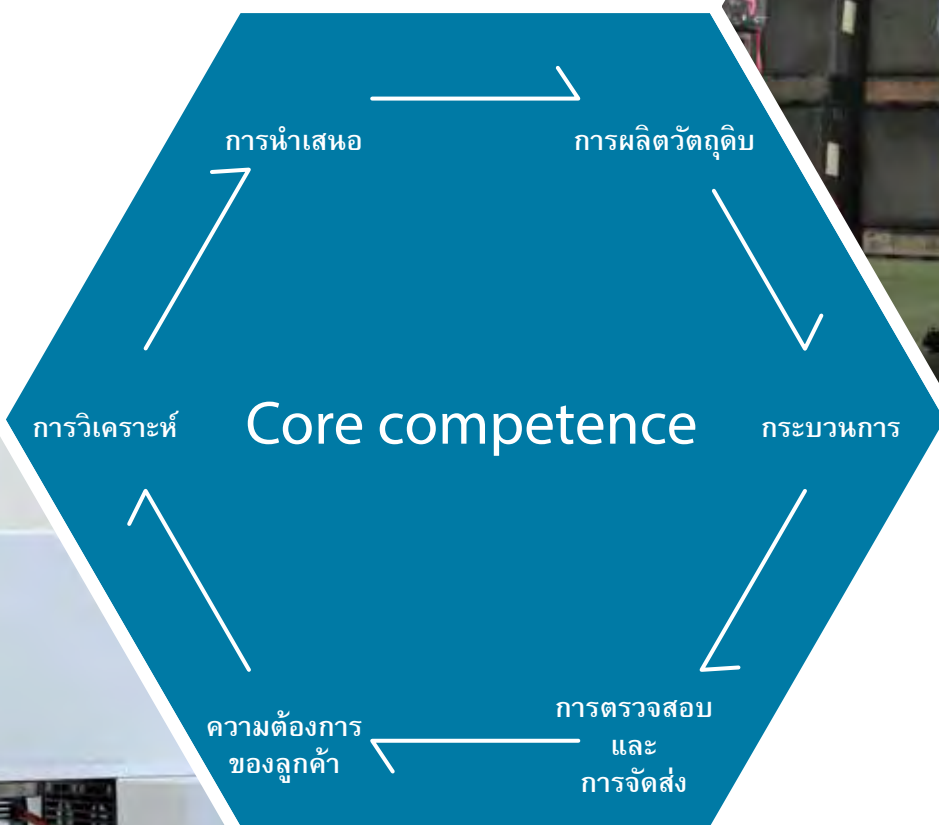 การนำเสนอ
การผลิตวัตถุดิบ
การวิเคราะห์
Core competence
กระบวนการ
ความต้องการ
ของลูกค้า
การตรวจสอบ
และ
การจัดส่ง